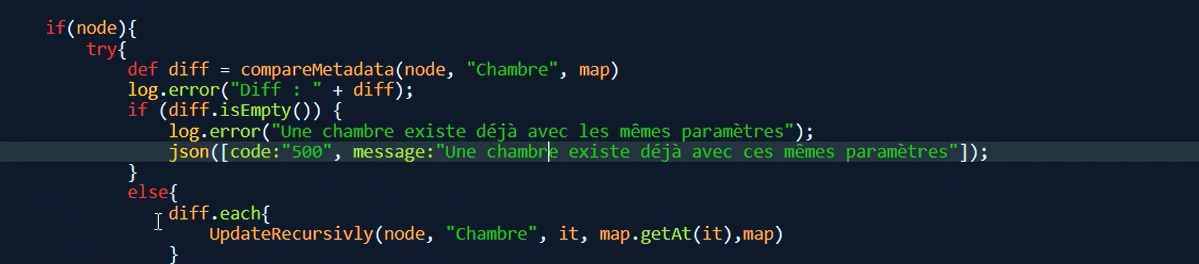 if(node){
try{
def diff = compareMetadata(node, "Chambre", map)
log.error("Diff : " + diff);
if (diff.isEmpty()) {
log.error("Une chambre existe déjà avec les mêmes paramètres");
json([code:"500", message:"Une chambre existe déjà avec ces mêmes paramètres"]);
}
else{
diff.each{
UpdateRecursivly(node, "Chambre", it, map.getAt(it),map)
}